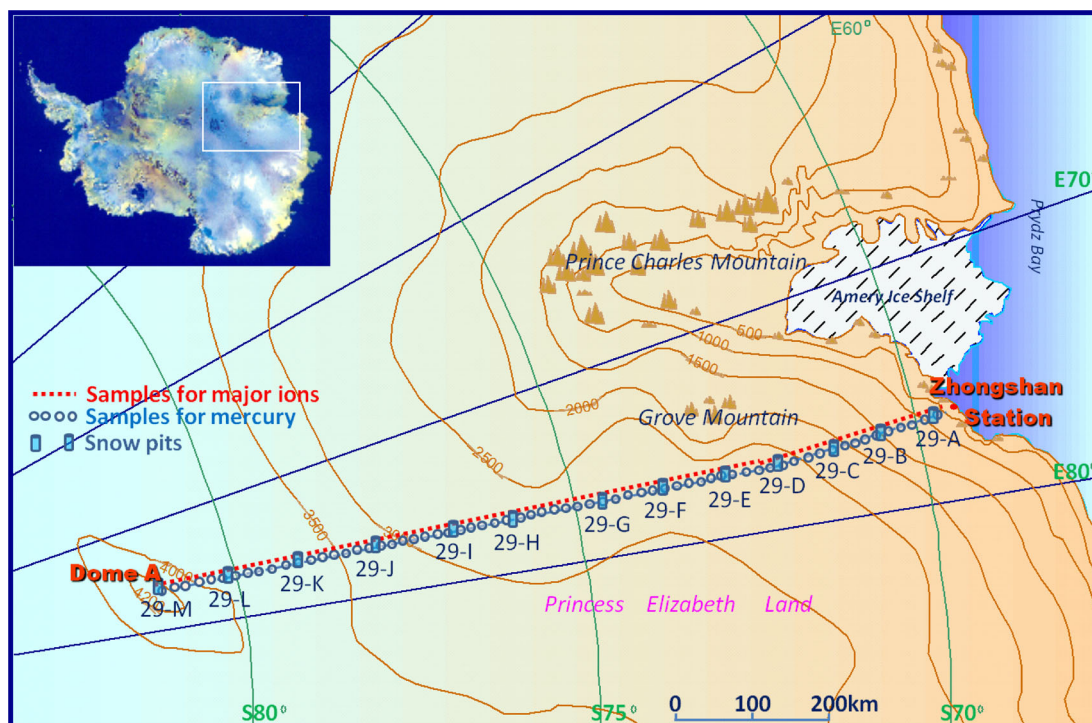 E60°
E70
Prydz Bay
Prince Charles Mountain
Amery Ice Shelf
500
1000
1500
2000
2500
3500
4000
4200
Samples for major ions
Samples for mercury
Snow pits
Grove Mountain
Zhongshan
Station
29-A
29-B
29-C
29-D
29-E
29-F
29-G
29-H
29-I
29-J
29-K
29-L
29-M
E80°
Dome A
Princess Elizabeth Land
0 100 200km
S80° S75° S70°